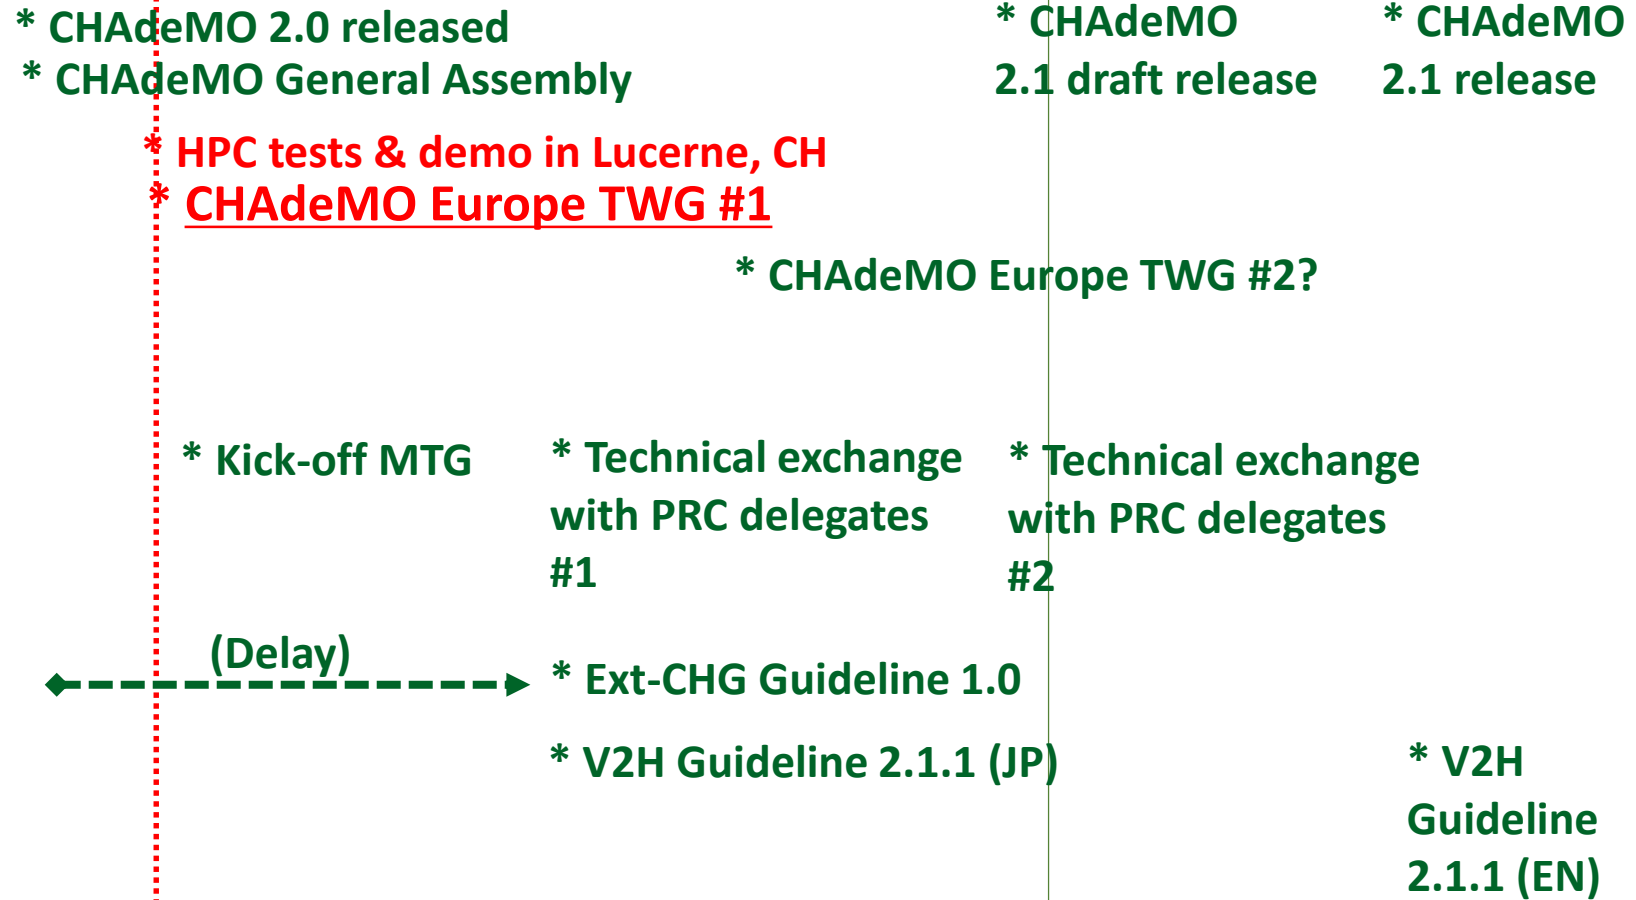 * CHAdeMO 2.0 released
* CHAdeMO General Assembly
* CHAdeMO
2.1 draft release
* CHAdeMO
2.1 release
* HPC tests & demo in Lucerne, CH
* CHAdeMO Europe TWG #1
* CHAdeMO Europe TWG #2?
* Kick-off MTG
* Technical exchange
with PRC delegates
#1
* Technical exchange
with PRC delegates
#2
(Delay)
* Ext-CHG Guideline 1.0
* V2H Guideline 2.1.1 (JP)
* V2H
Guideline
2.1.1 (EN)